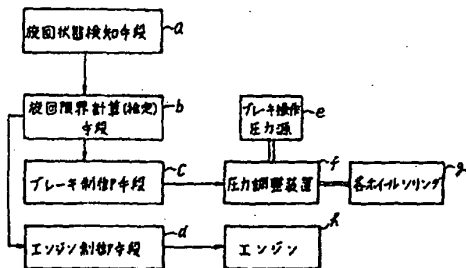 旋回状態検知手段
a
旋回限界計算(推定)
手段
b
ブレーキ操作
圧力源
e
ブレーキ制御手段
c
圧力調整装置
f
各ホイールシリンダ
g
エンジン制御手段
d
エンジン
h